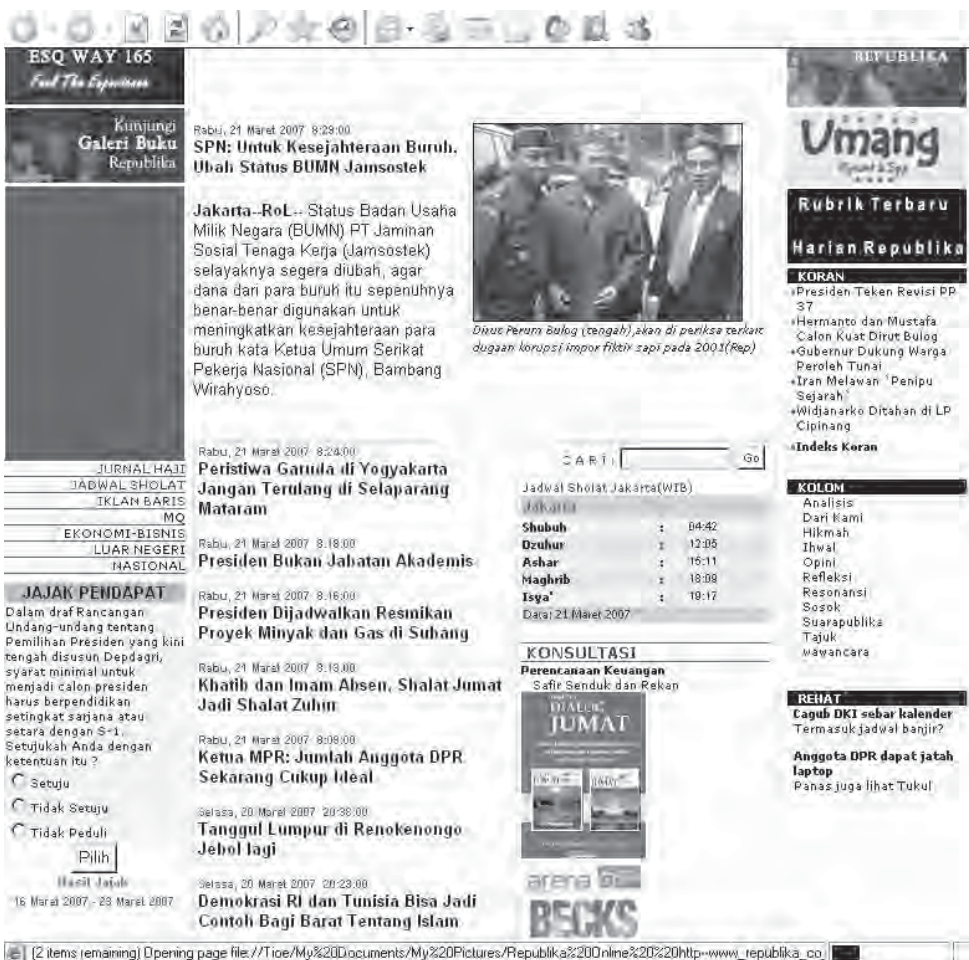 ESQ WAY 165
Feel The Experience
Kunjungi
Galeri Buku
Republika
JURNAL HAJI
JADWAL SHOLAT
IKLAN BARIS
MQ
EKONOMI-BISNIS
LUAR NEGERI
NASIONAL
JAJAK PENDAPAT
Dalam draf Rancangan
Undang-undang tentang
Pemilihan Presiden yang kini
tengah disusun Depdagri,
syarat minimal untuk
menjadi calon presiden
harus berpendidikan
setingkat sarjana atau
setara dengan S-1.
Setujukah Anda dengan
ketentuan itu ?
Setuju
Tidak Setuju
Tidak Peduli
Pilih
Hasil Jajak
16 Maret 2007 - 23 Maret 2007
Rabu, 21 Maret 2007 8:29:00
SPN: Untuk Kesejahteraan Buruh,
Ubah Status BUMN Jamsostek
Jakarta--RoL-- Status Badan Usaha
Milik Negara (BUMN) PT Jaminan
Sosial Tenaga Kerja (Jamsostek)
selayaknya segera diubah, agar
dana dari para buruh itu sepenuhnya
benar-benar digunakan untuk
meningkatkan kesejahteraan para
buruh kata Ketua Umum Serikat
Pekerja Nasional (SPN), Bambang
Wirahyoso.
Dirut Perum Bulog (tengah),akan di periksa terkait
dugaan korupsi impor fiktif sapi pada 2001(Rep)
Rabu, 21 Maret 2007 8:24:00
Peristiwa Garuda di Yogyakarta
Jangan Terulang di Selaparang
Mataram
Rabu, 21 Maret 2007 8:18:00
Presiden Bukan Jabatan Akademis
Rabu, 21 Maret 2007 8:16:00
Presiden Dijadwalkan Resmikan
Proyek Minyak dan Gas di Subang
Rabu, 21 Maret 2007 8:13:00
Khatib dan Imam Absen, Shalat Jumat
Jadi Shalat Zuhur
Rabu, 21 Maret 2007 8:09:00
Ketua MPR: Jumlah Anggota DPR
Sekarang Cukup Ideal
Selasa, 20 Maret 2007 20:38:00
Tanggul Lumpur di Renokenongo
Jebol lagi
Selasa, 20 Maret 2007 20:23:00
Demokrasi RI dan Tunisia Bisa Jadi
Contoh Bagi Barat Tentang Islam
CARI: Go
Jadwal Sholat Jakarta(WIB)
Jakarta
Shubuh : 04:42
Dzuhur : 12:05
Ashar : 15:11
Maghrib : 18:09
Isya' : 19:17
Data: 21 Maret 2007
KONSULTASI
Perencanaan Keuangan
Safir Senduk dan Rekan
DIALOG
JUMAT
arena
BECKS
REPUBLIKA
Umang
Rubrik Terbaru
Harian Republika
KORAN
Presiden Teken Revisi PP
37
Hermanto dan Mustafa
Calon Kuat Dirut Bulog
Gubernur Dukung Warga
Peroleh Tunai
Iran Melawan `Penipu
Sejarah`
Widjanarko Ditahan di LP
Cipinang
Indeks Koran
KOLOM
Analisis
Dari Kami
Hikmah
Ihwal
Opini
Refleksi
Resonansi
Sosok
Suarapublika
Tajuk
wawancara
REHAT
Cagub DKI sebar kalender
Termasuk jadwal banjir?
Anggota DPR dapat jatah
laptop
Panas juga lihat Tukul
(2 items remaining) Opening page file://Tioe/My%20Documents/My%20Pictures/Republika%20Online%20%20http--www_republika_co